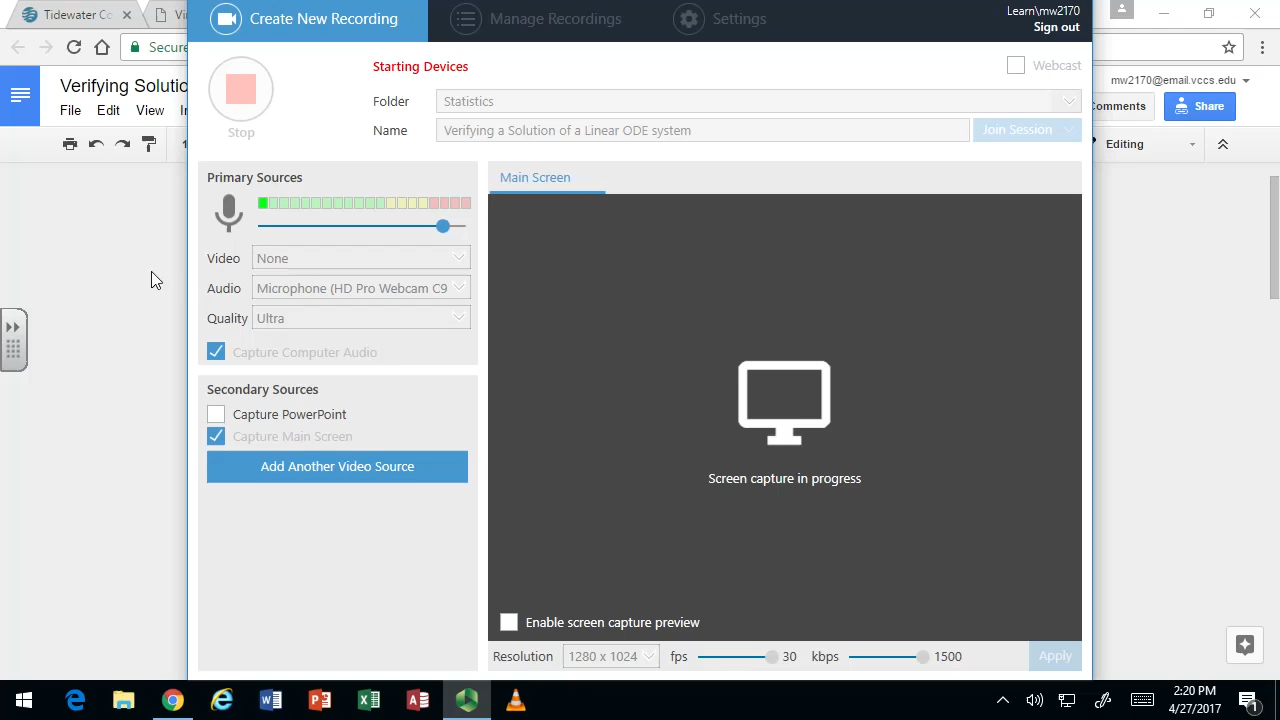 Tidewater Co
Vi
Create New Recording
Manage Recordings
Settings
Learn\mw2170
Sign out
Secure
Verifying Solutio
File Edit View In
mw2170@email.vccs.edu
Comments
Share
Editing
Starting Devices
Webcast
Stop
Folder
Statistics
Name
Verifying a Solution of a Linear ODE system
Join Session
Primary Sources
Main Screen
Video
None
Audio
Microphone (HD Pro Webcam C9
Quality
Ultra
Capture Computer Audio
Secondary Sources
Capture PowerPoint
Capture Main Screen
Add Another Video Source
Screen capture in progress
Enable screen capture preview
Resolution
1280 x 1024
fps
30
kbps
1500
Apply
2:20 PM
4/27/2017
1